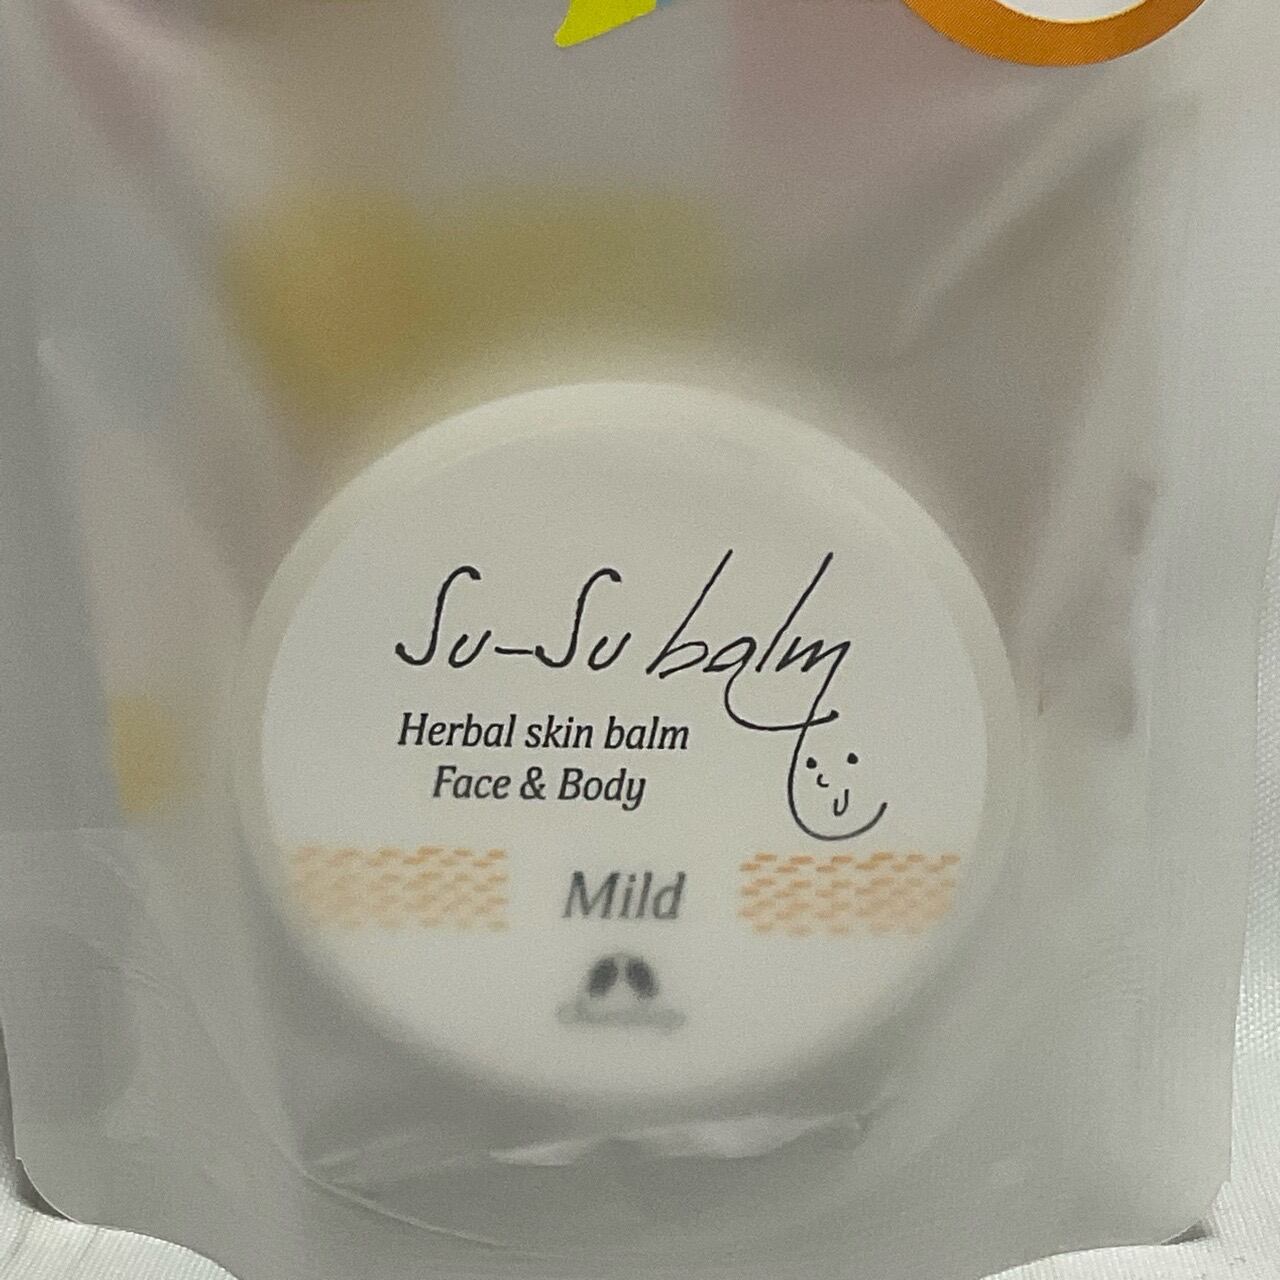 Su-Su balm
Herbal skin balm
Face & Body
Mild